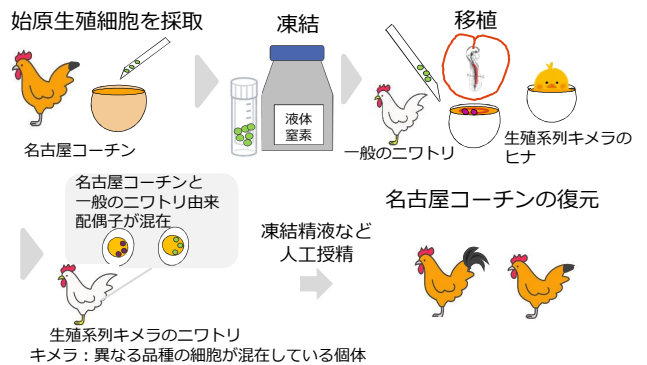 始原生殖細胞を採取
凍結
移植
液体
窒素
名古屋コーチン
一般のニワトリ
生殖系列キメラの
ヒナ
名古屋コーチンと
一般のニワトリ由来
配偶子が混在
凍結精液など
人工授精
名古屋コーチンの復元
生殖系列キメラのニワトリ
キメラ：異なる品種の細胞が混在している個体